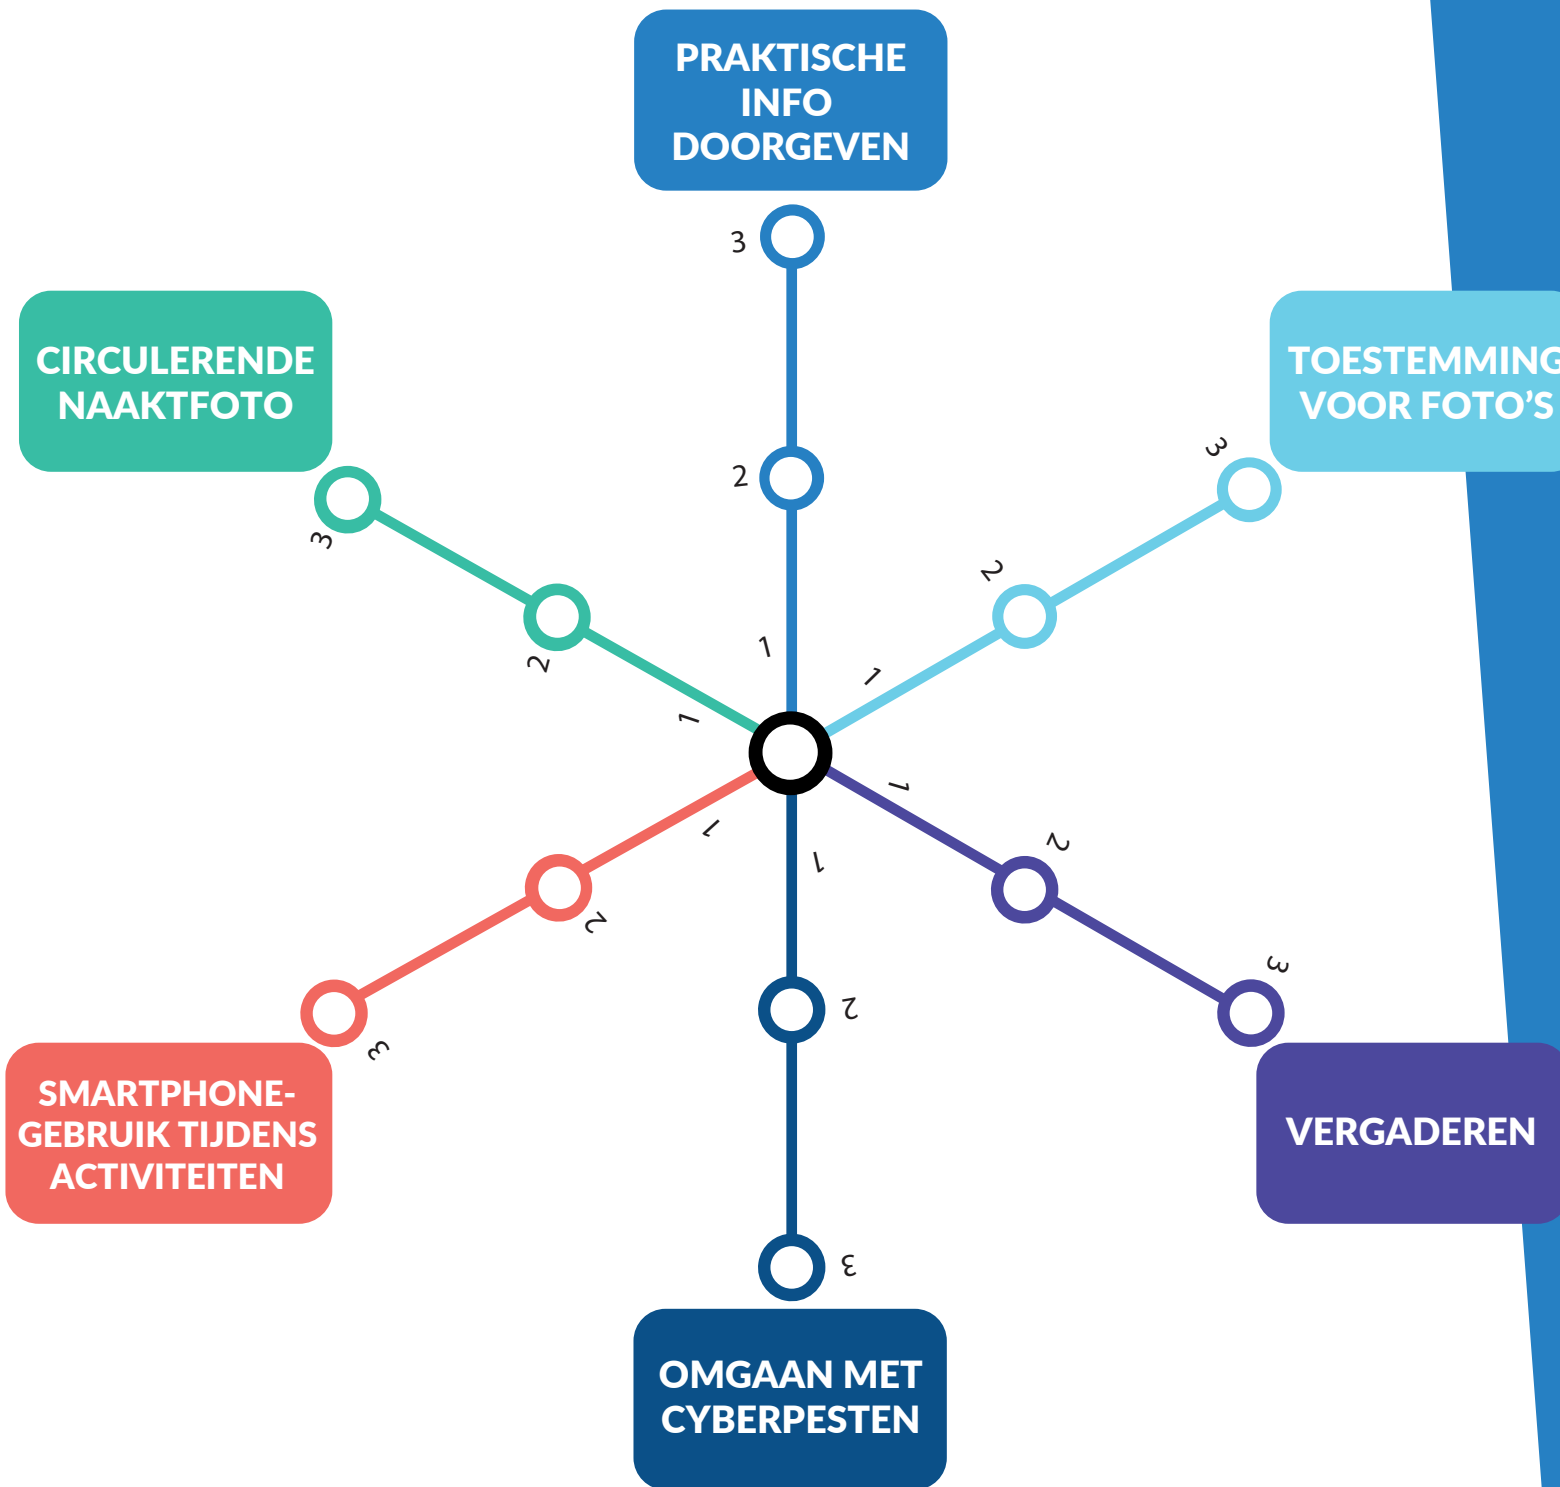 PRAKTISCHE
INFO
DOORGEVEN
3
2
1
CIRCULERENDE
NAAKTFOTO
3
2
1
TOESTEMMING
VOOR FOTO'S
3
2
1
SMARTPHONE-
GEBRUIK TIJDENS
ACTIVITEITEN
1
2
3
1
2
3
OMGAAN MET
CYBERPESTEN
1
2
3
VERGADEREN